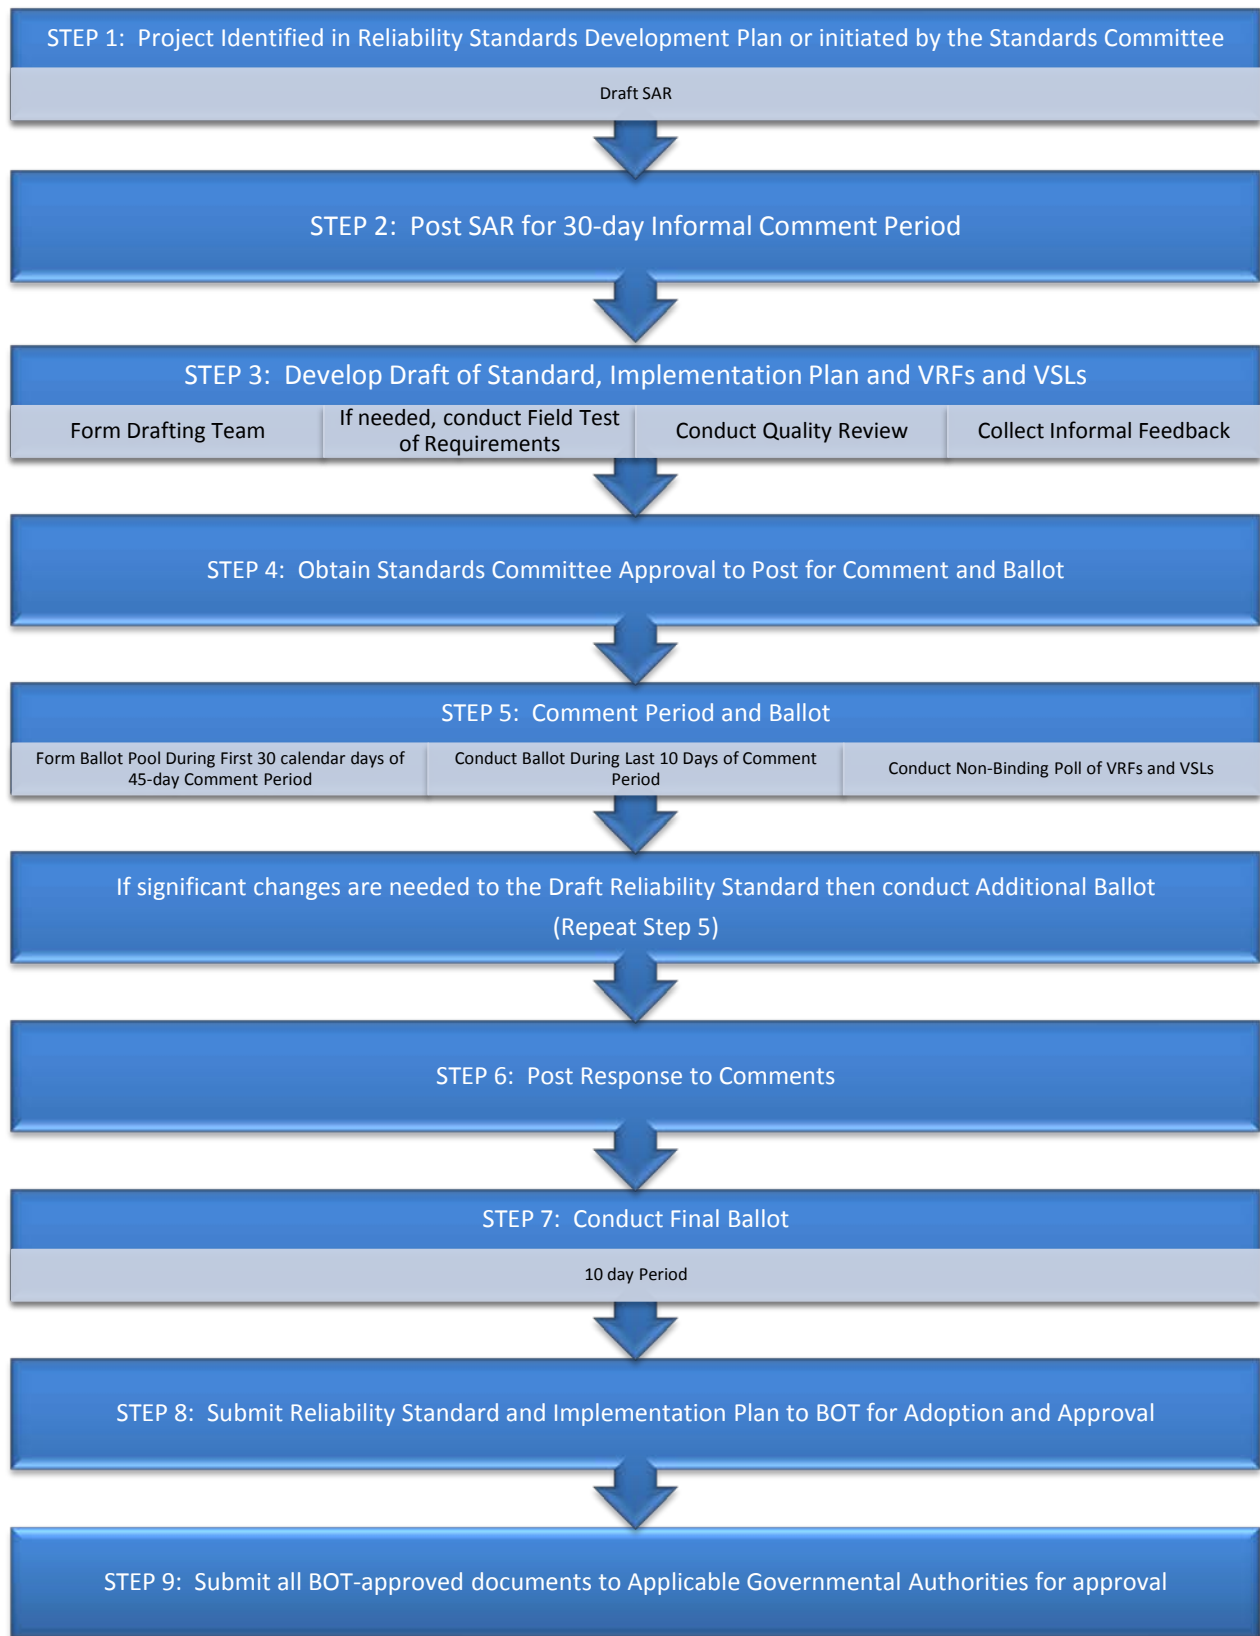 STEP 1: Project Identified in Reliability Standards Development Plan or initiated by the Standards Committee
Draft SAR
STEP 2: Post SAR for 30-day Informal Comment Period
STEP 3: Develop Draft of Standard, Implementation Plan and VRFs and VSLs
Form Drafting Team
If needed, conduct Field Test
of Requirements
Conduct Quality Review
Collect Informal Feedback
STEP 4: Obtain Standards Committee Approval to Post for Comment and Ballot
STEP 5: Comment Period and Ballot
Form Ballot Pool During First 30 calendar days of
45-day Comment Period
Conduct Ballot During Last 10 Days of Comment
Period
Conduct Non-Binding Poll of VRFs and VSLs
If significant changes are needed to the Draft Reliability Standard then conduct Additional Ballot
(Repeat Step 5)
STEP 6: Post Response to Comments
STEP 7: Conduct Final Ballot
10 day Period
STEP 8: Submit Reliability Standard and Implementation Plan to BOT for Adoption and Approval
STEP 9: Submit all BOT-approved documents to Applicable Governmental Authorities for approval